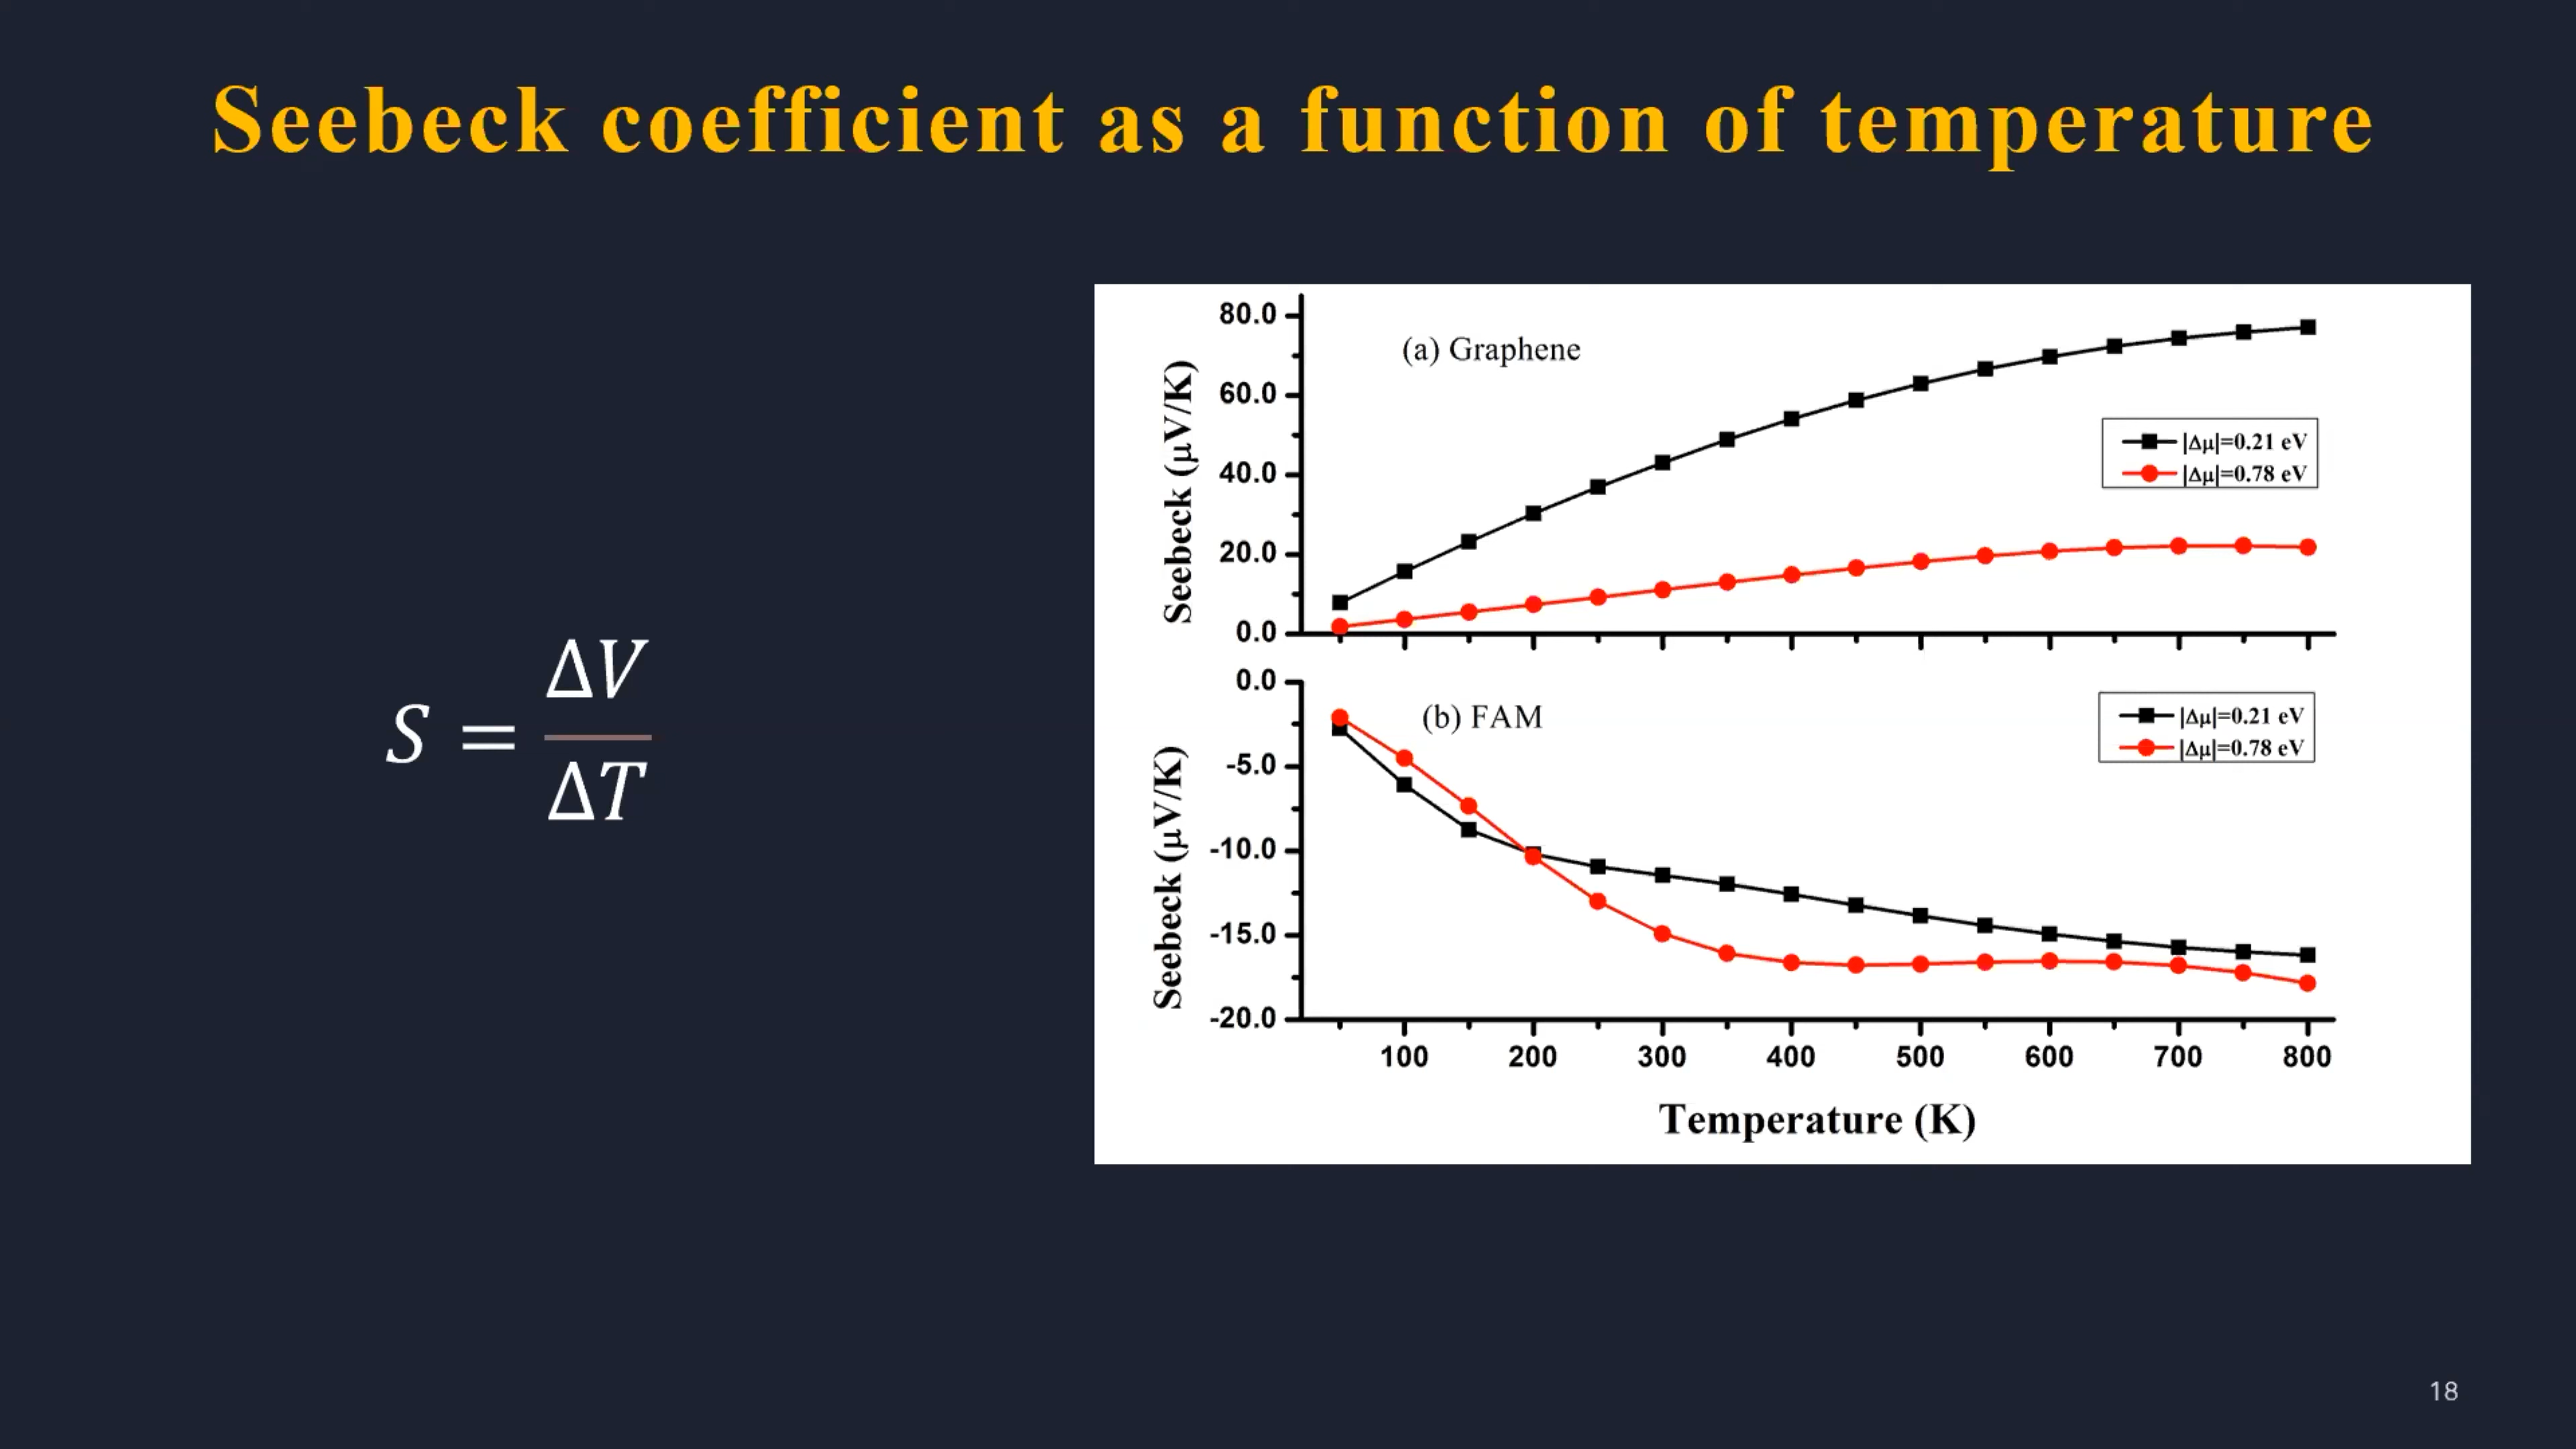 Seebeck coefficient as a function of temperature
S = ΔV/ΔT
80.0
60.0
40.0
20.0
0.0
Seebeck (μV/K)
(a) Graphene
|Δμ|=0.21 eV
|Δμ|=0.78 eV
0.0
-5.0
-10.0
-15.0
-20.0
Seebeck (μV/K)
(b) FAM
|Δμ|=0.21 eV
|Δμ|=0.78 eV
100 200 300 400 500 600 700 800
Temperature (K)
18